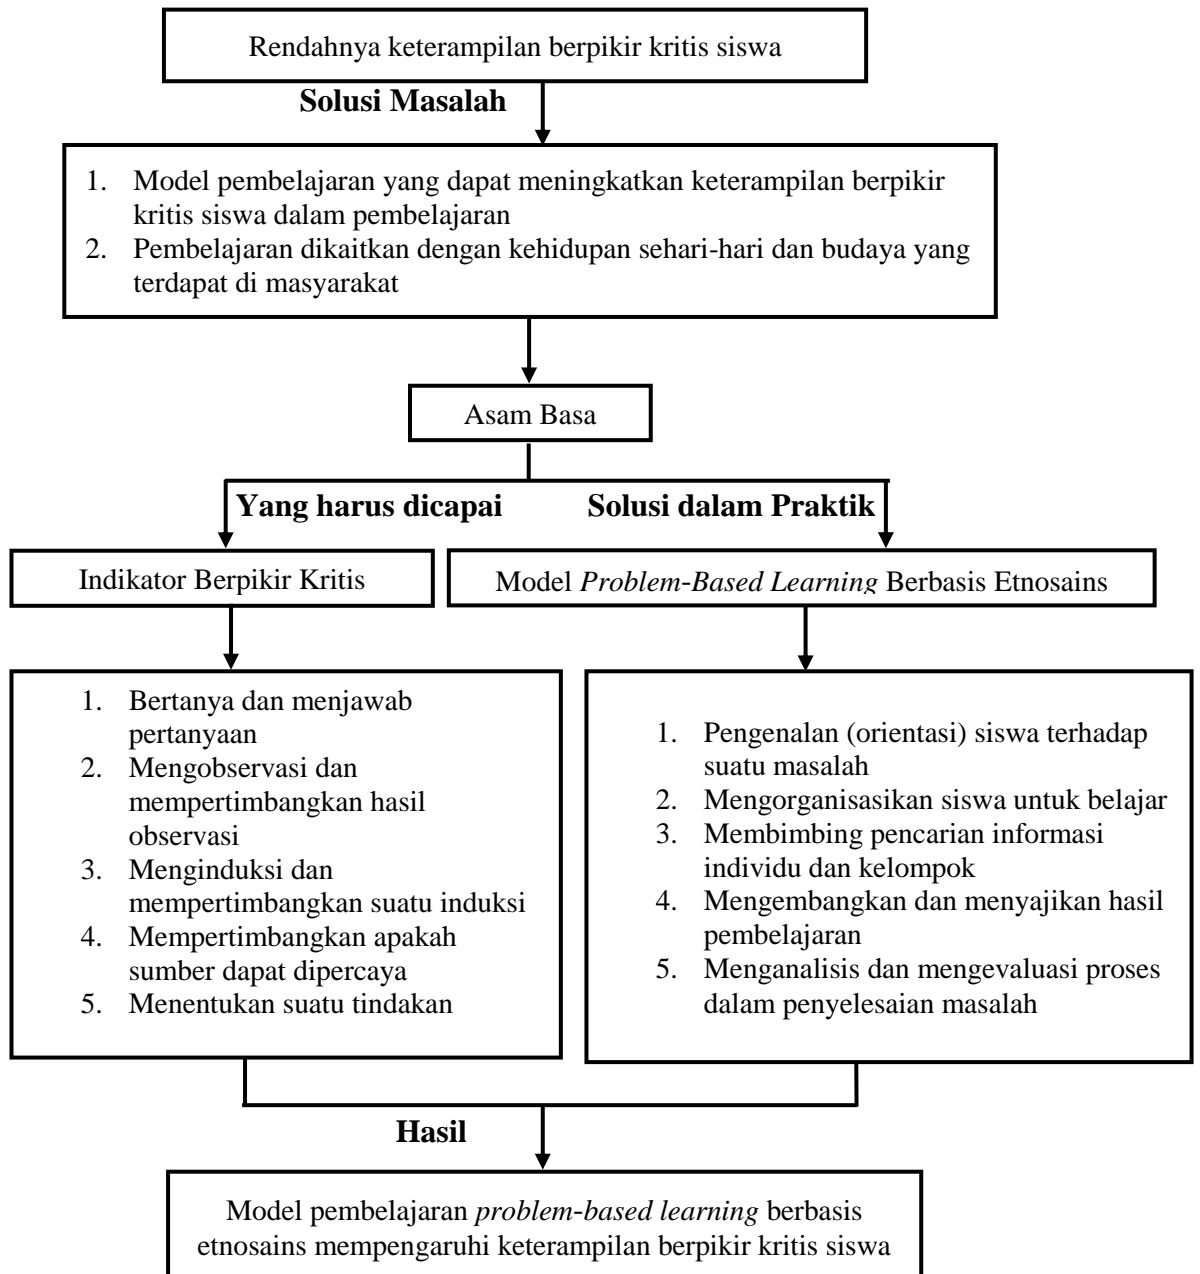 Rendahnya keterampilan berpikir kritis siswa
Solusi Masalah
1. Model pembelajaran yang dapat meningkatkan keterampilan berpikir
kritis siswa dalam pembelajaran
2. Pembelajaran dikaitkan dengan kehidupan sehari-hari dan budaya yang
terdapat di masyarakat
Asam Basa
Yang harus dicapai
Solusi dalam Praktik
Indikator Berpikir Kritis
Model Problem-Based Learning Berbasis Etnosains
1. Bertanya dan menjawab
pertanyaan
2. Mengobservasi dan
mempertimbangkan hasil
observasi
3. Menginduksi dan
mempertimbangkan suatu induksi
4. Mempertimbangkan apakah
sumber dapat dipercaya
5. Menentukan suatu tindakan
1. Pengenalan (orientasi) siswa terhadap
suatu masalah
2. Mengorganisasikan siswa untuk belajar
3. Membimbing pencarian informasi
individu dan kelompok
4. Mengembangkan dan menyajikan hasil
pembelajaran
5. Menganalisis dan mengevaluasi proses
dalam penyelesaian masalah
Hasil
Model pembelajaran problem-based learning berbasis
etnosains mempengaruhi keterampilan berpikir kritis siswa